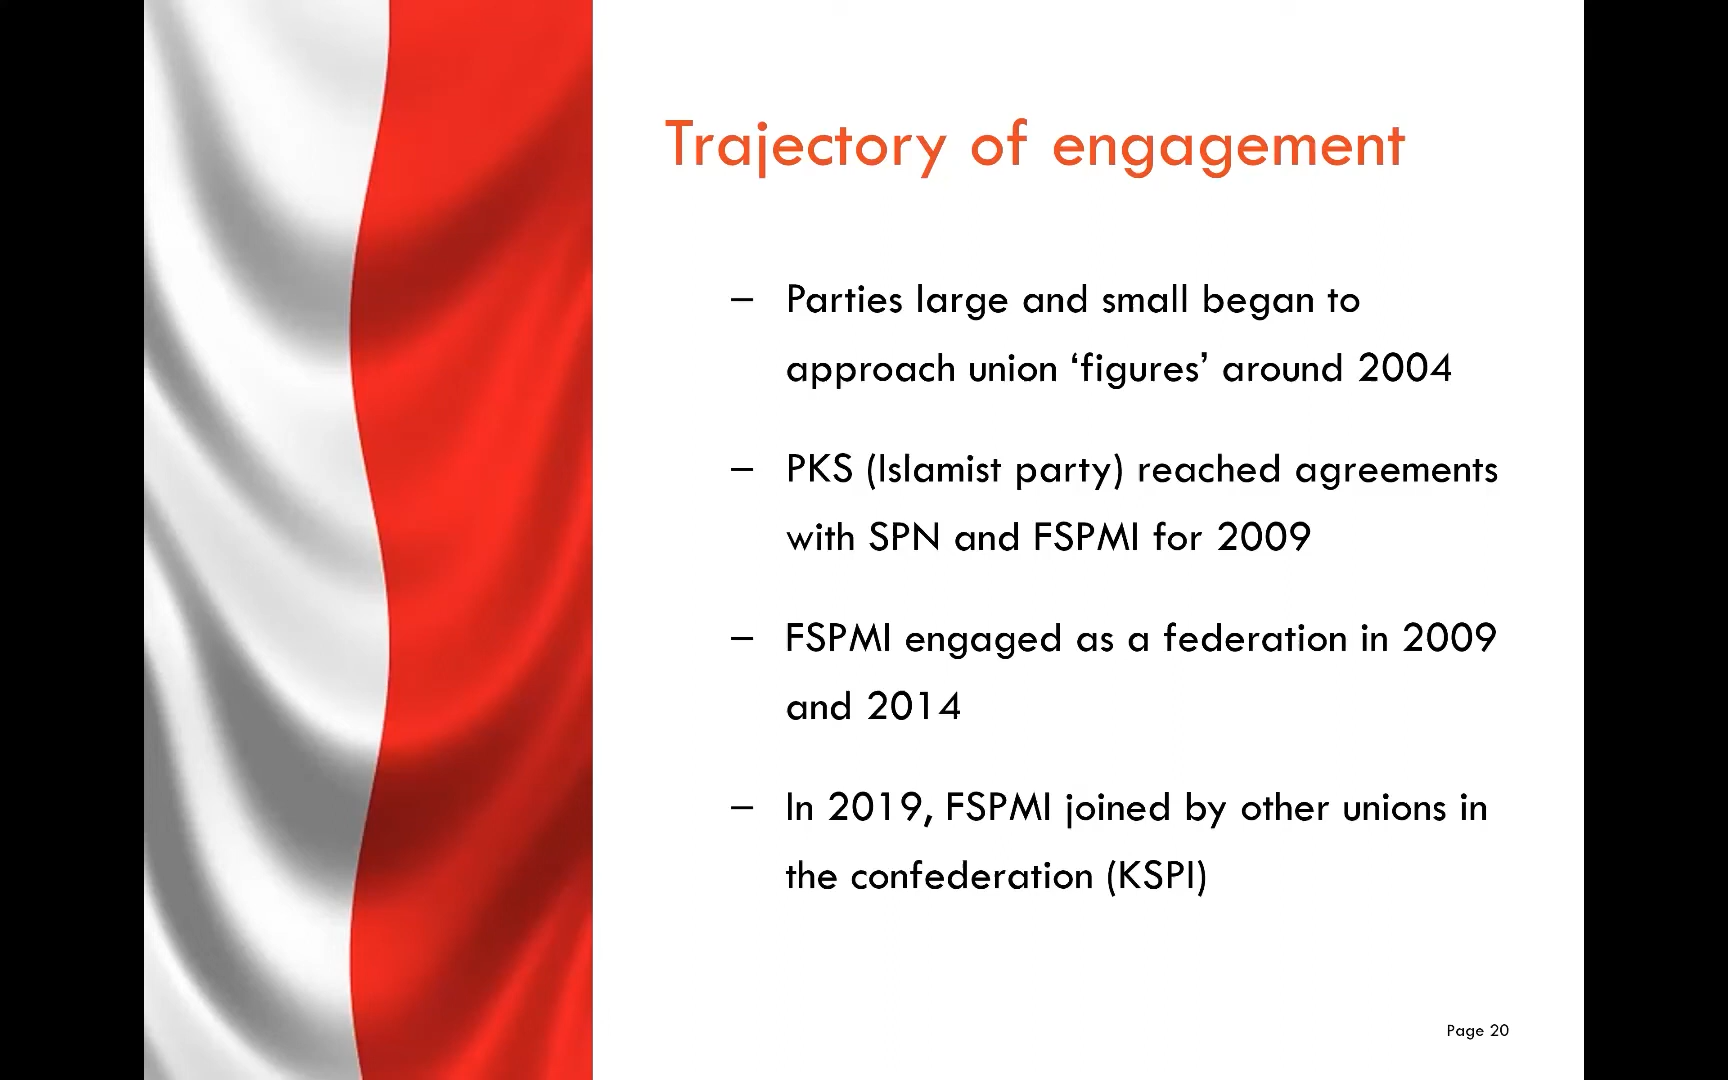 Trajectory of engagement
– Parties large and small began to
approach union ‘figures’ around 2004
– PKS (Islamist party) reached agreements
with SPN and FSPMI for 2009
– FSPMI engaged as a federation in 2009
and 2014
– In 2019, FSPMI joined by other unions in
the confederation (KSPI)
Page 20